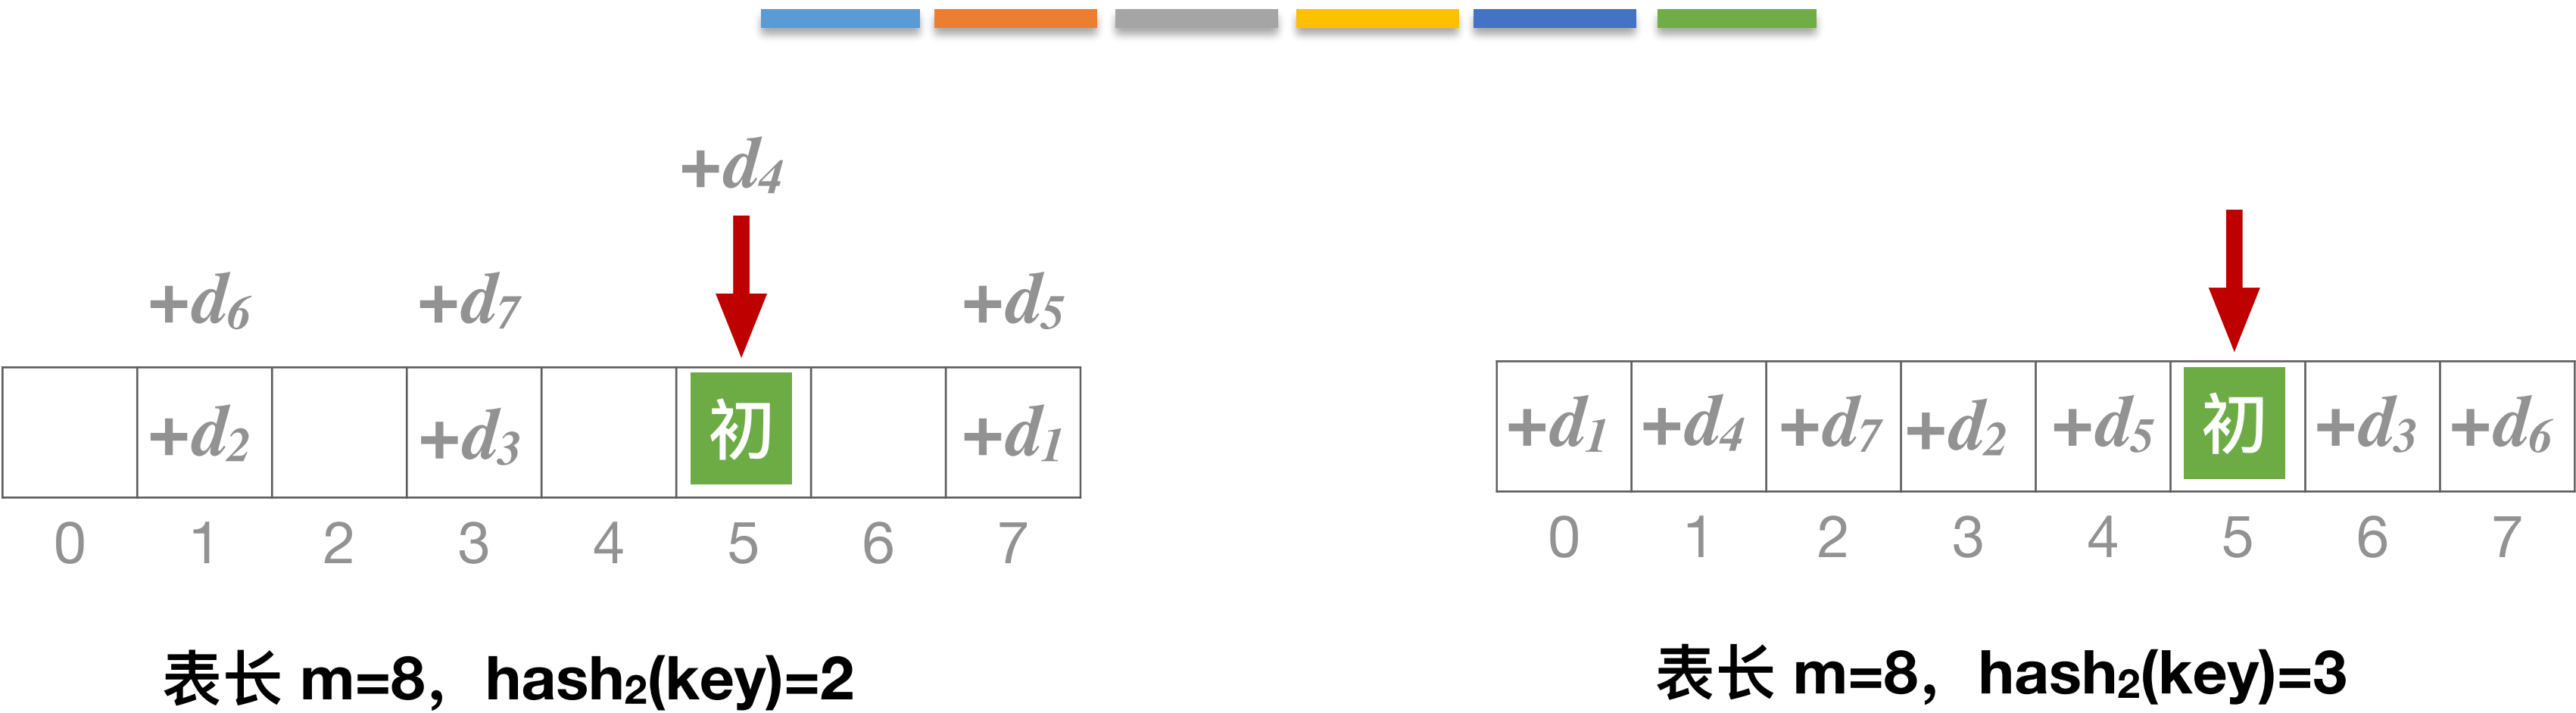 +d4
+d6 +d7 +d5
+d2 +d3 初 +d1
0 1 2 3 4 5 6 7
表长 m=8，hash2(key)=2
+d1 +d4 +d7 +d2 +d5 初 +d3 +d6
0 1 2 3 4 5 6 7
表长 m=8，hash2(key)=3